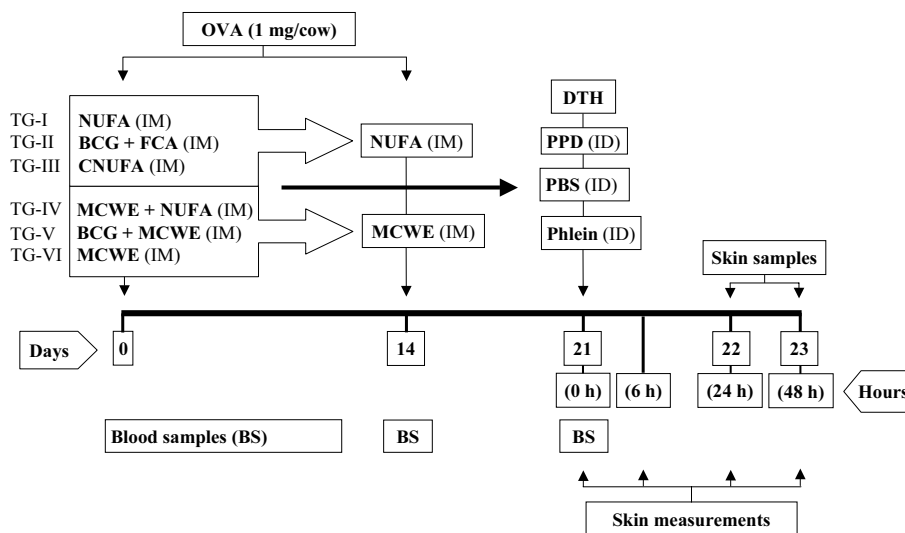 OVA (1 mg/cow)
TG-I NUFA (IM)
TG-II BCG + FCA (IM)
TG-III CNUFA (IM)
TG-IV MCWE + NUFA (IM)
TG-V BCG + MCWE (IM)
TG-VI MCWE (IM)
NUFA (IM)
MCWE (IM)
DTH
PPD (ID)
PBS (ID)
Phlein (ID)
Skin samples
Days 0 14 21 22 23
(0 h) (6 h) (24 h) (48 h) Hours
Blood samples (BS) BS BS
Skin measurements